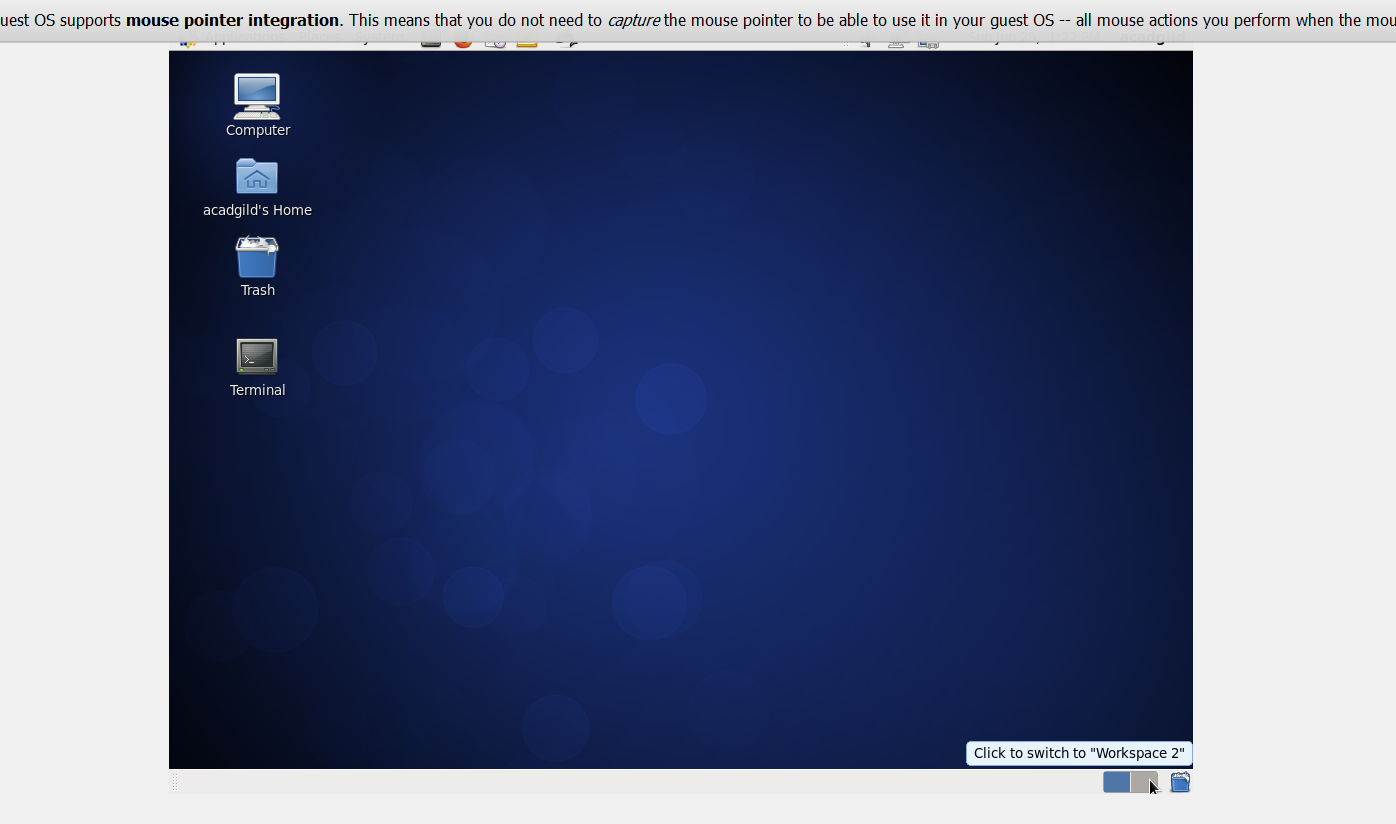 uest OS supports mouse pointer integration. This means that you do not need to capture the mouse pointer to be able to use it in your guest OS -- all mouse actions you perform when the mou
Computer
acadgild's Home
Trash
Terminal
Click to switch to "Workspace 2"